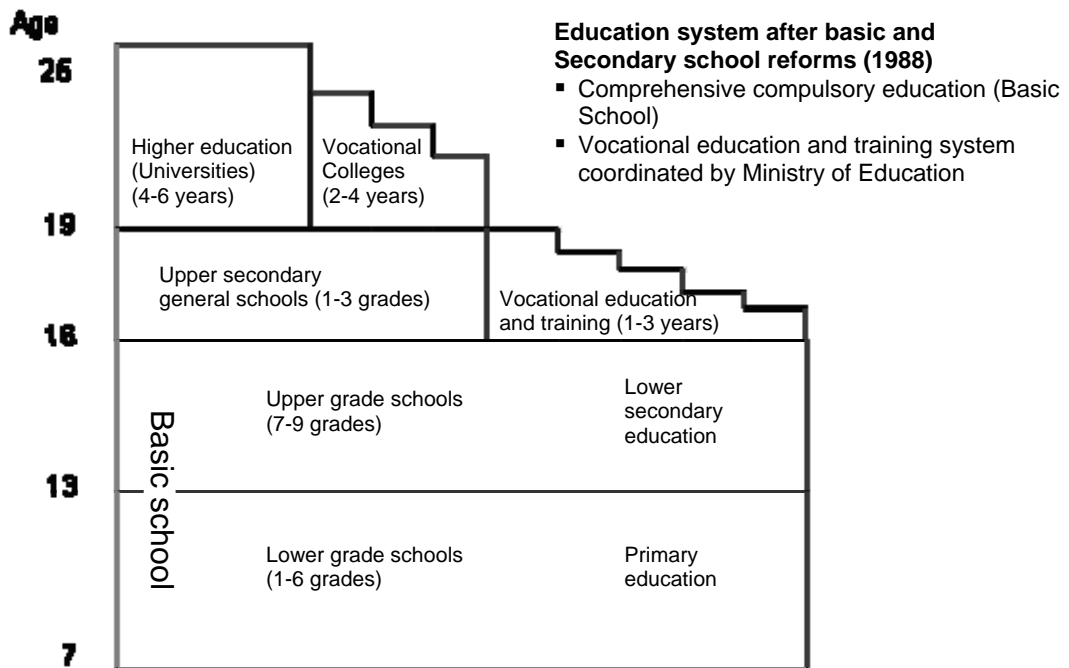 Age
Education system after basic and
Secondary school reforms (1988)
▪ Comprehensive compulsory education (Basic
School)
▪ Vocational education and training system
coordinated by Ministry of Education
25
Higher education
(Universities)
(4-6 years)
Vocational
Colleges
(2-4 years)
19
Upper secondary
general schools (1-3 grades)
Vocational education
and training (1-3 years)
16
Basic school
Upper grade schools
(7-9 grades)
Lower
secondary
education
13
Lower grade schools
(1-6 grades)
Primary
education
7